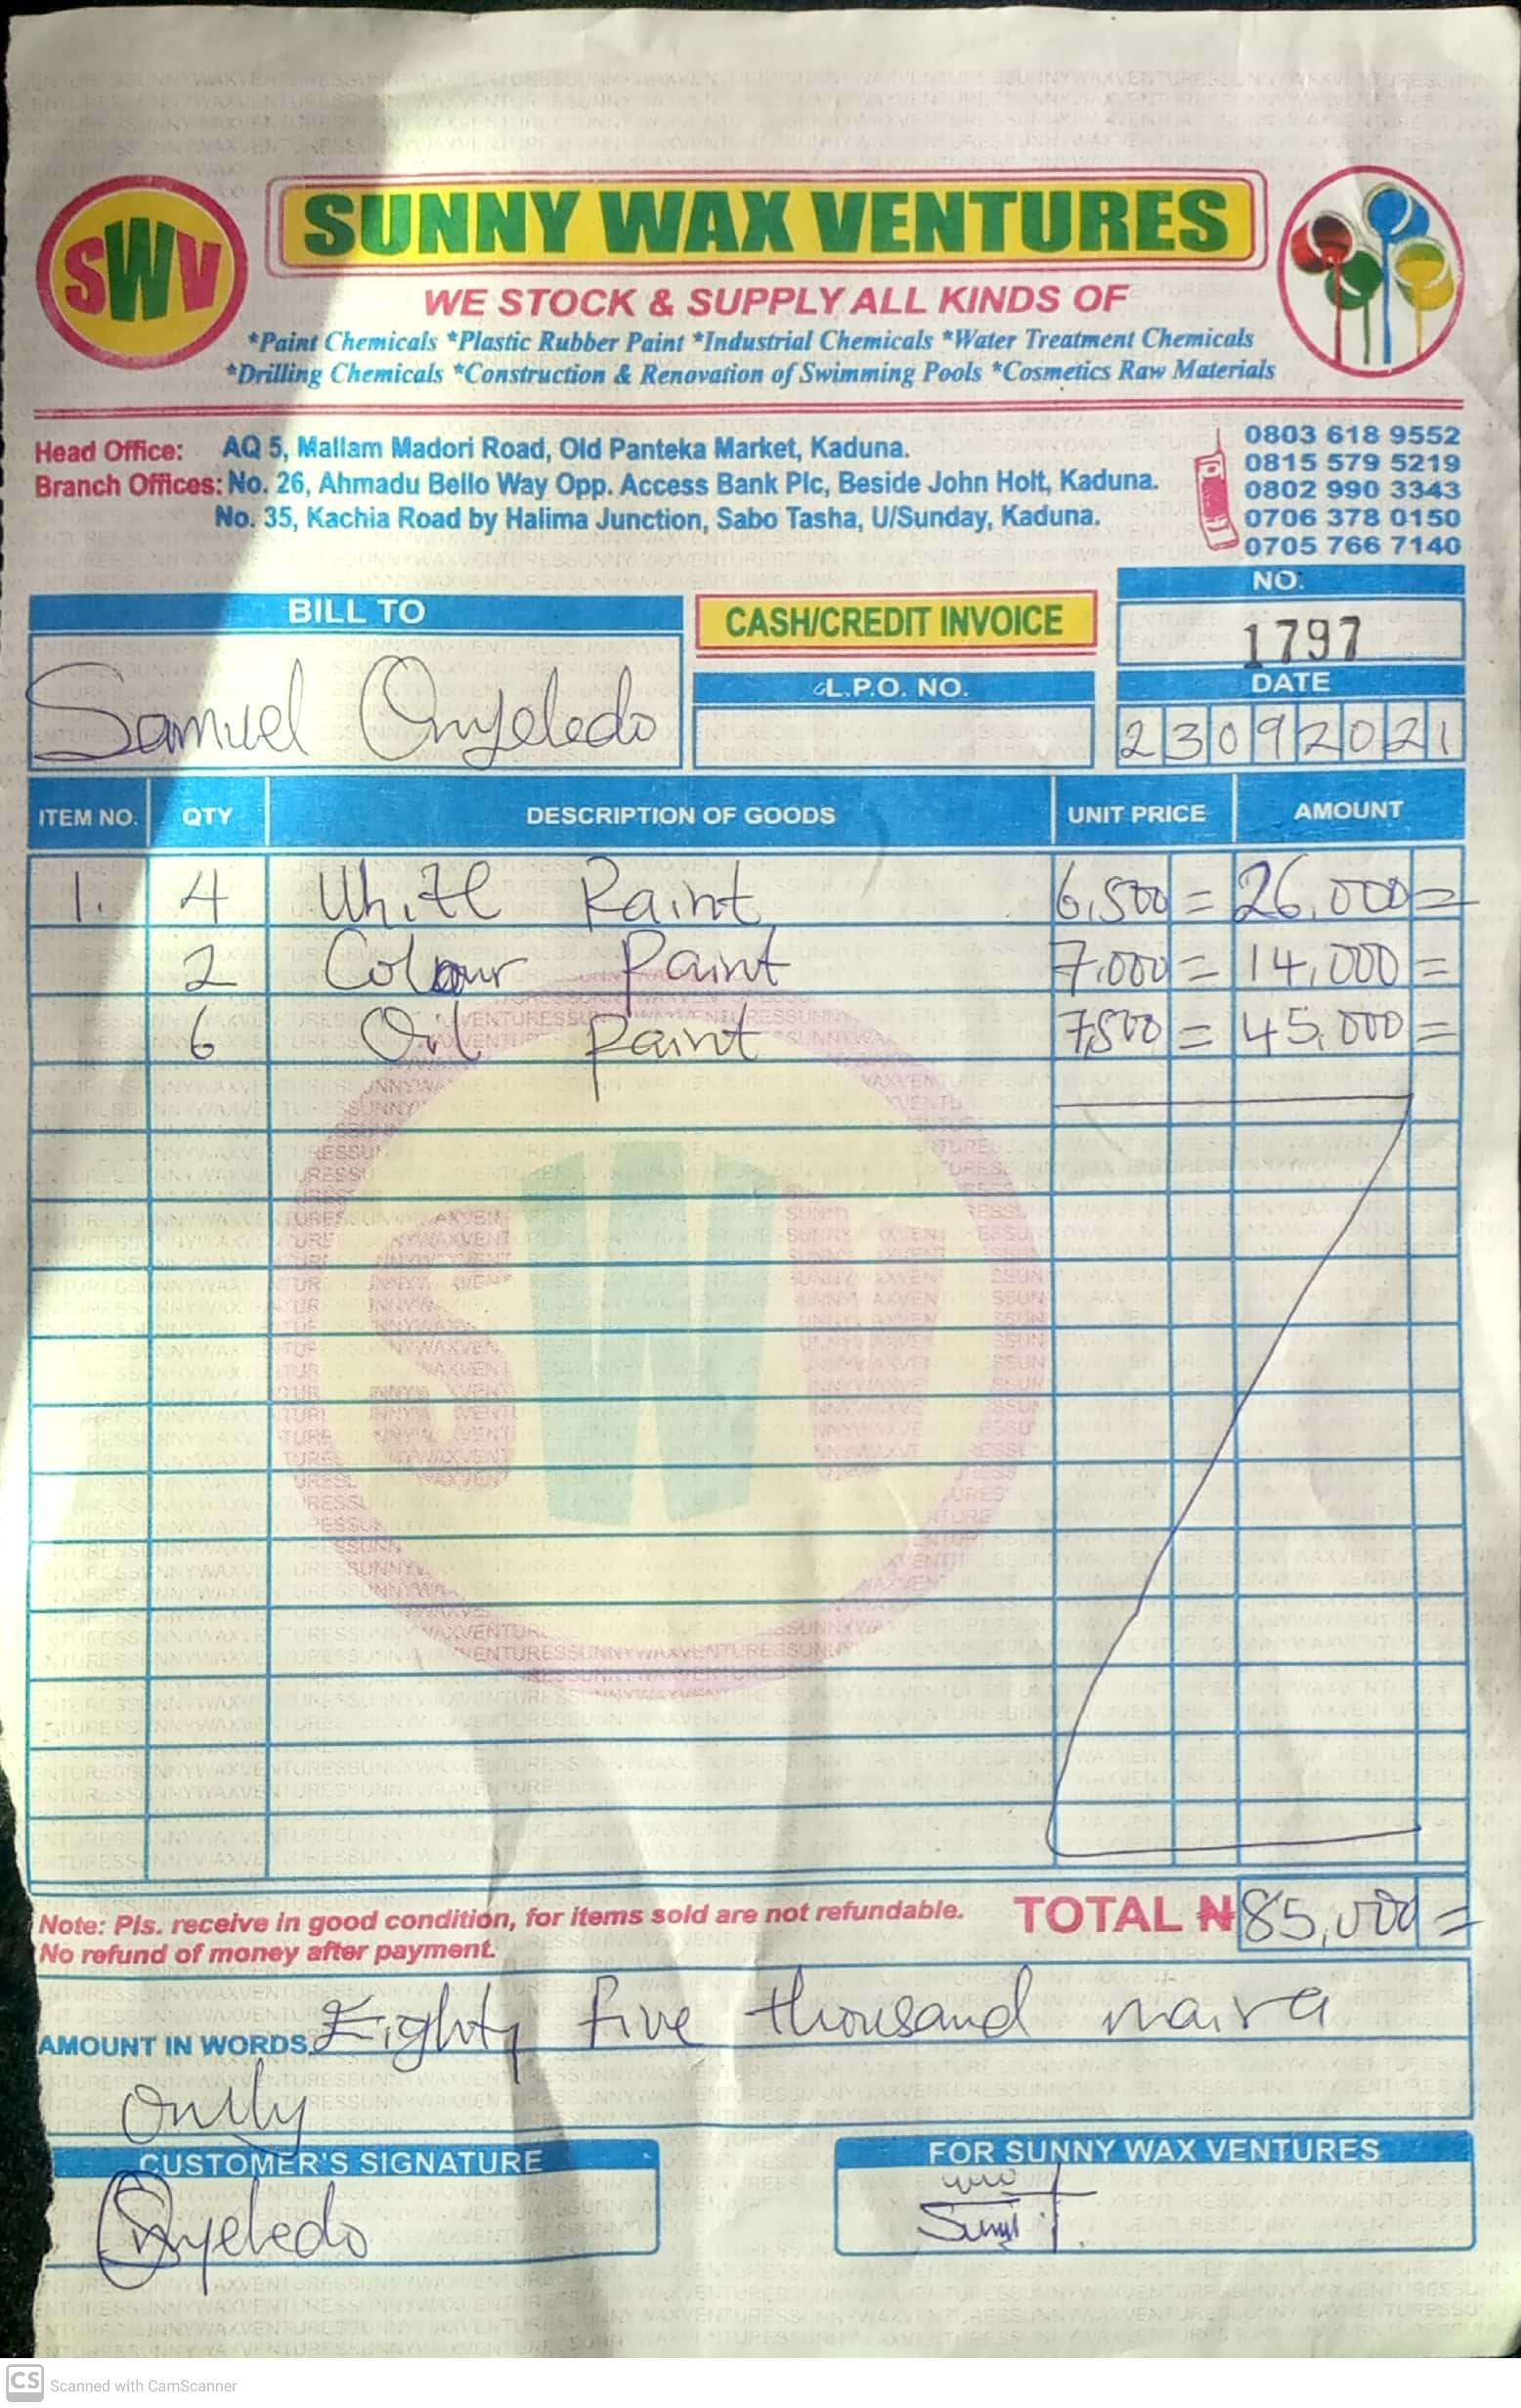 SWV
SUNNY WAX VENTURES
WE STOCK & SUPPLY ALL KINDS OF
*Paint Chemicals *Plastic Rubber Paint *Industrial Chemicals *Water Treatment Chemicals
*Drilling Chemicals *Construction & Renovation of Swimming Pools *Cosmetics Raw Materials
Head Office: AQ 5, Mallam Madori Road, Old Panteka Market, Kaduna.
Branch Offices: No. 26, Ahmadu Bello Way Opp. Access Bank Plc, Beside John Holt, Kaduna.
No. 35, Kachia Road by Halima Junction, Sabo Tasha, U/Sunday, Kaduna.
0803 618 9552
0815 579 5219
0802 990 3343
0706 378 0150
0705 766 7140
BILL TO
Samuel Onyeledo
CASH/CREDIT INVOICE
L.P.O. NO.
NO.
1797
DATE
23092021
ITEM NO. QTY DESCRIPTION OF GOODS UNIT PRICE AMOUNT
1. 4 White Paint 6,500 = 26,000 =
2 Colour Paint 7,000 = 14,000 =
6 Oil Paint 7,500 = 45,000 =
Note: Pls. receive in good condition, for items sold are not refundable.
No refund of money after payment.
TOTAL ₦ 85,000 =
AMOUNT IN WORDS Eighty five thousand naira
Only
CUSTOMER'S SIGNATURE
Onyeledo
FOR SUNNY WAX VENTURES
CS Scanned with CamScanner